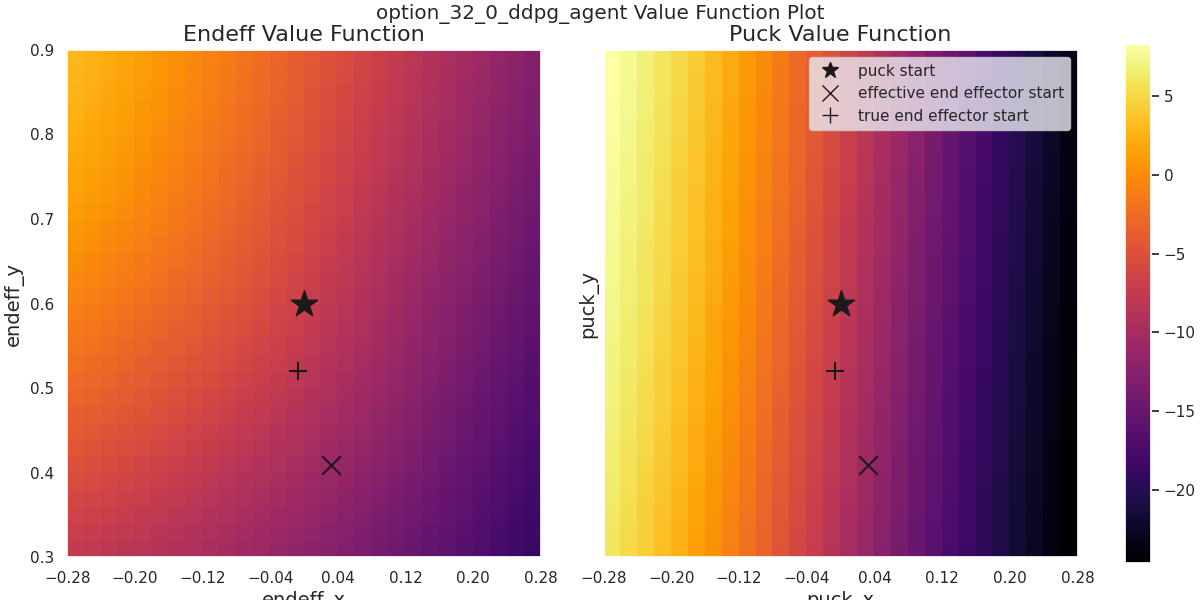 option_32_0_ddpg_agent Value Function Plot
Endeff Value Function
Puck Value Function
puck start
effective end effector start
true end effector start
endeff_y
0.9
0.8
0.7
0.6
0.5
0.4
0.3
−0.28 −0.20 −0.12 −0.04 0.04 0.12 0.20 0.28
endeff_x
puck_y
−0.28 −0.20 −0.12 −0.04 0.04 0.12 0.20 0.28
puck_x
5
0
−5
−10
−15
−20